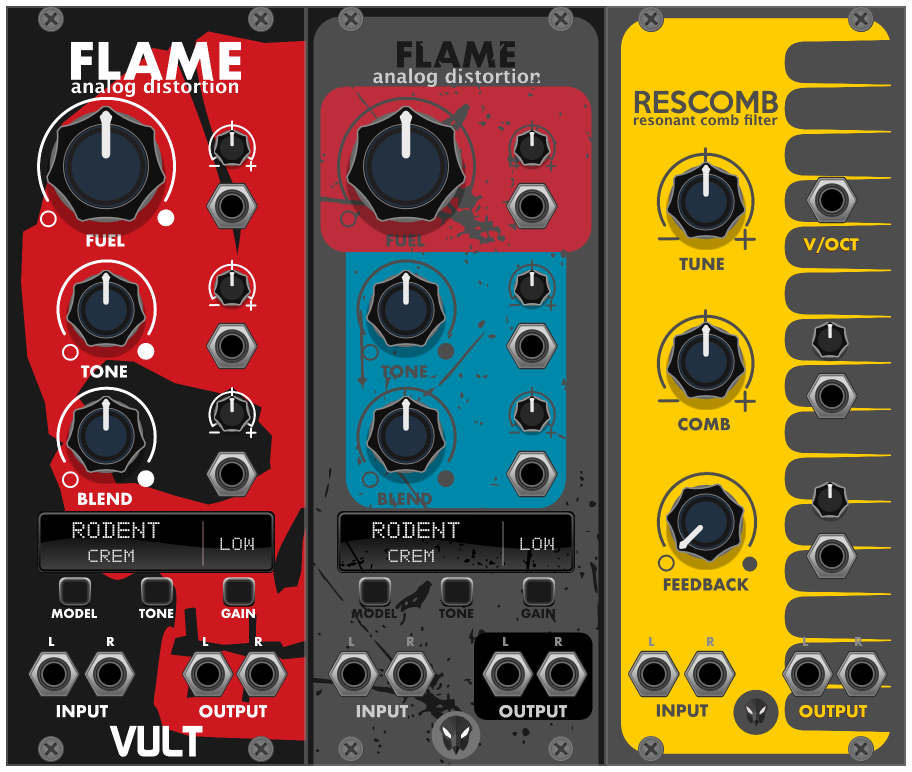 FLAME
analog distortion
FUEL
- +
- +
TONE
- +
BLEND
RODENT
CREM
LOW
MODEL TONE GAIN
L R L R
INPUT OUTPUT
VULT
FLAME
analog distortion
FUEL
- +
- +
TONE
- +
BLEND
RODENT
CREM
LOW
MODEL TONE GAIN
L R L R
INPUT OUTPUT
RESCOMB
resonant comb filter
- +
TUNE
V/OCT
- +
COMB
FEEDBACK
L R L R
INPUT OUTPUT